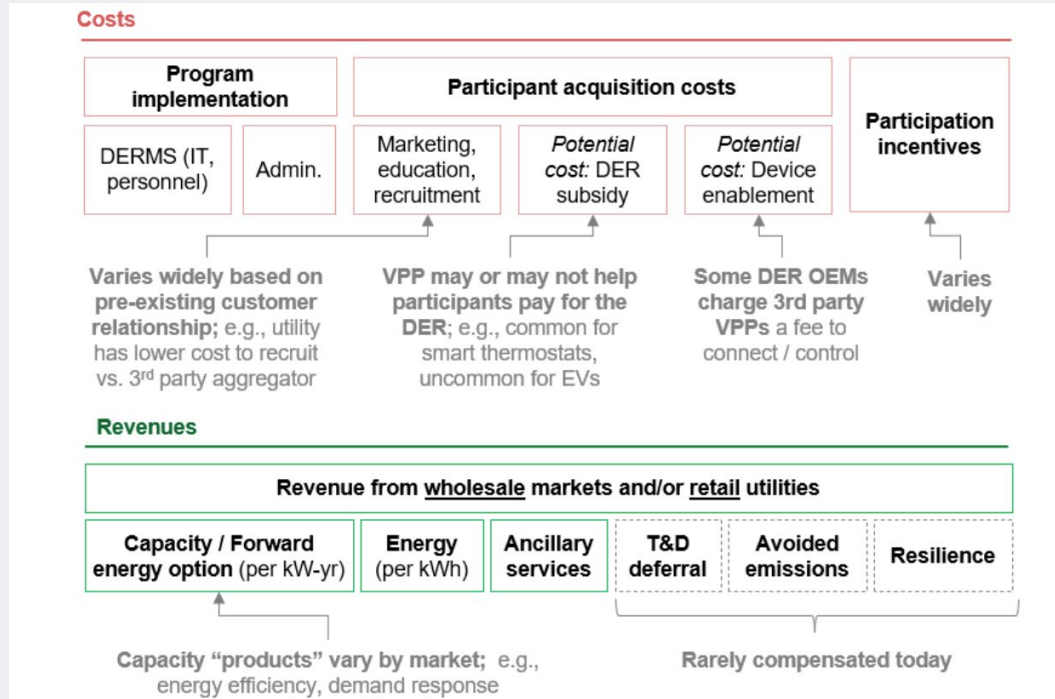 Costs
Program
implementation
Participant acquisition costs
Participation
incentives
DERMS (IT,
personnel)
Admin.
Marketing,
education,
recruitment
Potential
cost: DER
subsidy
Potential
cost: Device
enablement
Varies widely based on
pre-existing customer
relationship; e.g., utility
has lower cost to recruit
vs. 3rd party aggregator
VPP may or may not help
participants pay for the
DER; e.g., common for
smart thermostats,
uncommon for EVs
Some DER OEMs
charge 3rd party
VPPs a fee to
connect / control
Varies
widely
Revenues
Revenue from wholesale markets and/or retail utilities
Capacity / Forward
energy option (per kW-yr)
Energy
(per kWh)
Ancillary
services
T&D
deferral
Avoided
emissions
Resilience
Capacity “products” vary by market; e.g.,
energy efficiency, demand response
Rarely compensated today